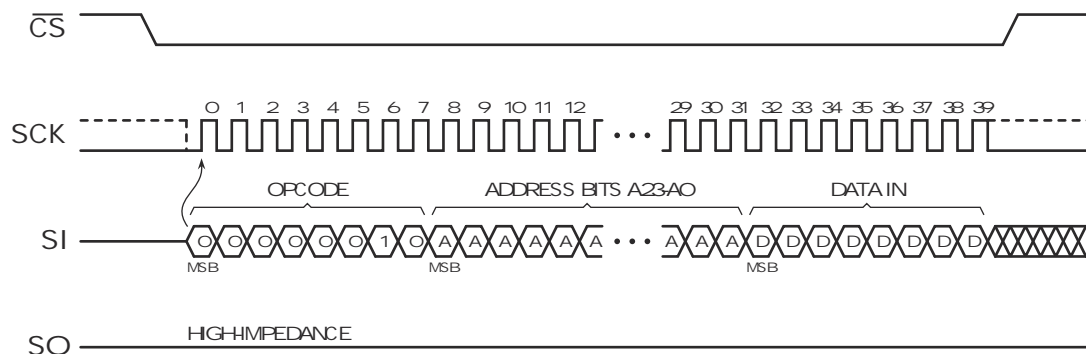 CS
0 1 2 3 4 5 6 7 8 9 10 11 12 29 30 31 32 33 34 35 36 37 38 39
SCK
OPCODE ADDRESS BITS A23-A0 DATA IN
SI 0 0 0 0 0 0 1 0 A A A A A A ••• A A A D D D D D D D D
MSB MSB MSB
HIGH-IMPEDANCE
SO